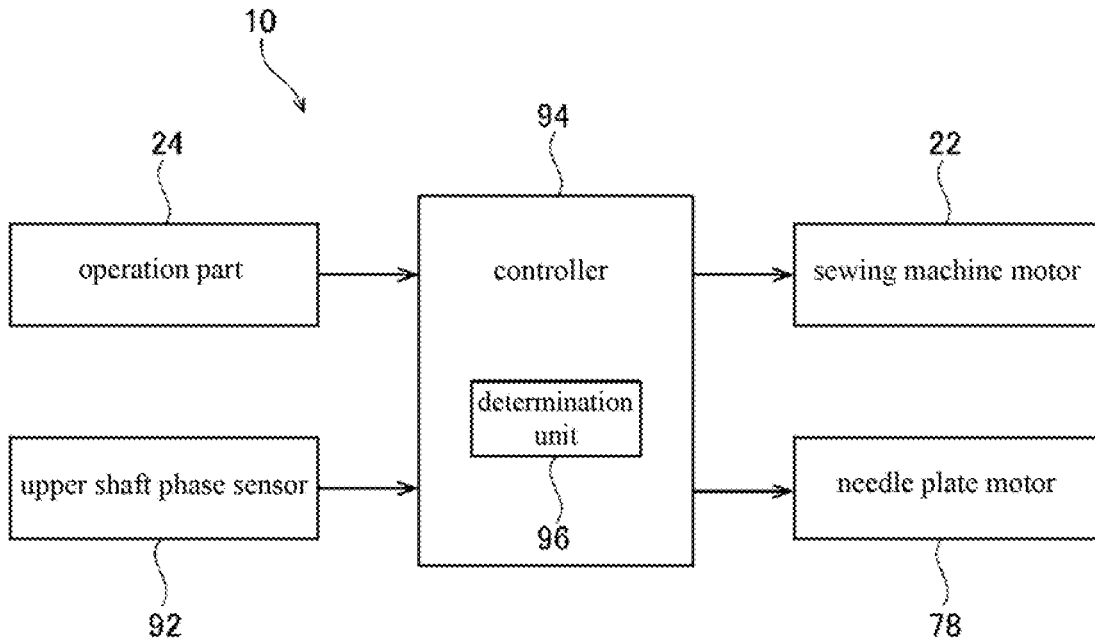 10
24
94
22
operation part
controller
sewing machine motor
determination
unit
upper shaft phase sensor
needle plate motor
92
96
78